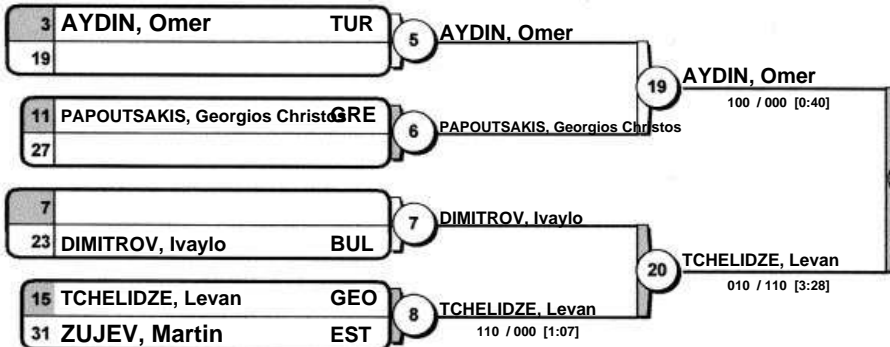 3 AYDIN, Omer TUR
19
5 AYDIN, Omer
11 PAPOUTSAKIS, Georgios Christos GRE
27
6 PAPOUTSAKIS, Georgios Christos
19 AYDIN, Omer
100 / 000 [0:40]
7
23 DIMITROV, Ivaylo BUL
7 DIMITROV, Ivaylo
15 TCHELIDZE, Levan GEO
31 ZUJEV, Martin EST
8 TCHELIDZE, Levan
110 / 000 [1:07]
20 TCHELIDZE, Levan
010 / 110 [3:28]